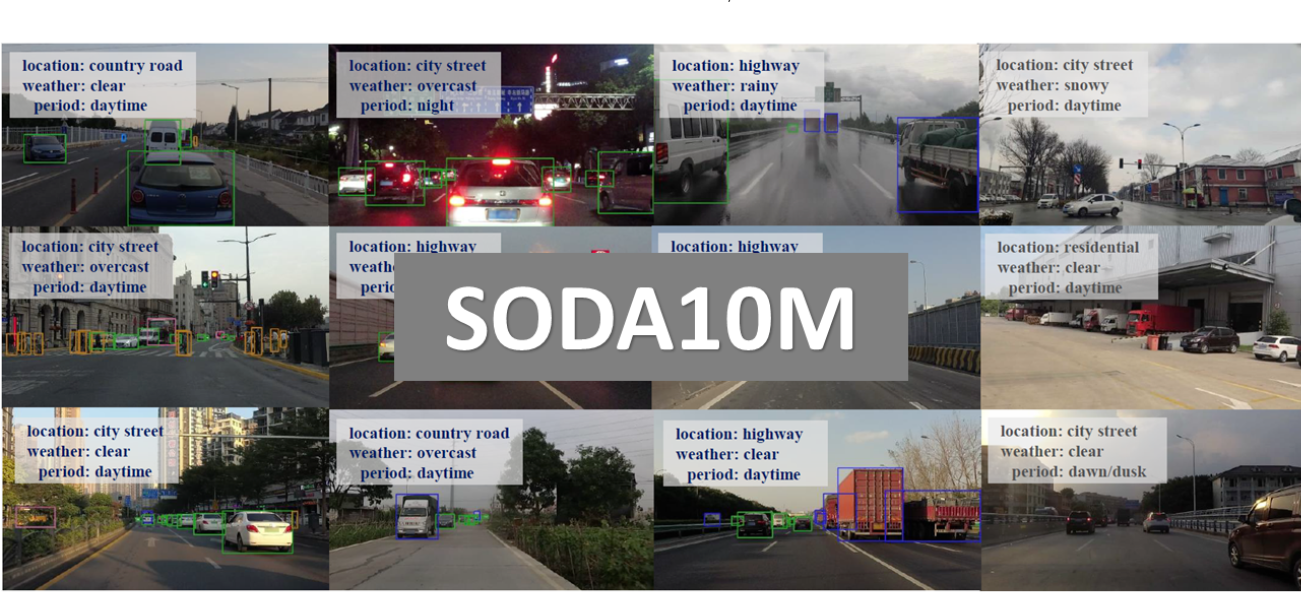 location: country road
weather: clear
period: daytime
location: city street
weather: overcast
period: night
location: highway
weather: rainy
period: daytime
location: city street
weather: snowy
period: daytime
location: city street
weather: overcast
period: daytime
location: highway
location: highway
location: residential
weather: clear
period: daytime
SODA10M
location: city street
weather: clear
period: daytime
location: country road
weather: overcast
period: daytime
location: highway
weather: clear
period: daytime
location: city street
weather: clear
period: dawn/dusk